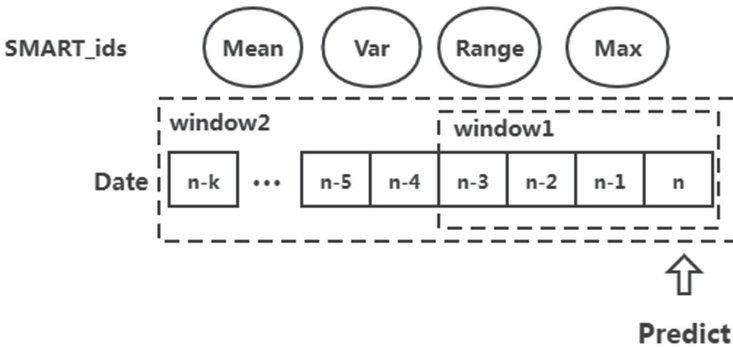 SMART_ids Mean Var Range Max
window2
window1
Date n-k ... n-5 n-4 n-3 n-2 n-1 n
Predict